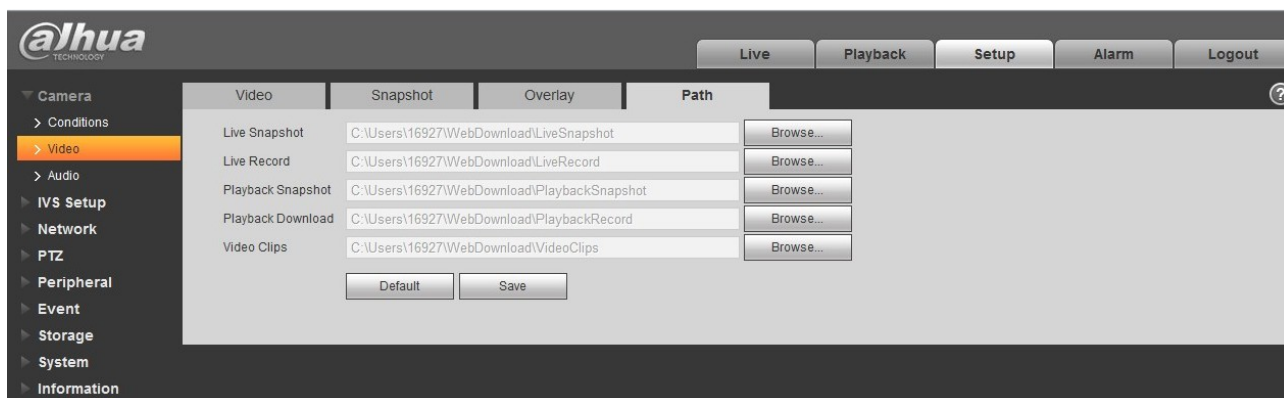 alhua
TECHNOLOGY
Live Playback Setup Alarm Logout
Camera
Conditions
Video
Audio
IVS Setup
Network
PTZ
Peripheral
Event
Storage
System
Information
Video Snapshot Overlay Path
?
Live Snapshot C:\Users\16927\WebDownload\LiveSnapshot Browse...
Live Record C:\Users\16927\WebDownload\LiveRecord Browse...
Playback Snapshot C:\Users\16927\WebDownload\PlaybackSnapshot Browse...
Playback Download C:\Users\16927\WebDownload\PlaybackRecord Browse...
Video Clips C:\Users\16927\WebDownload\VideoClips Browse...
Default Save